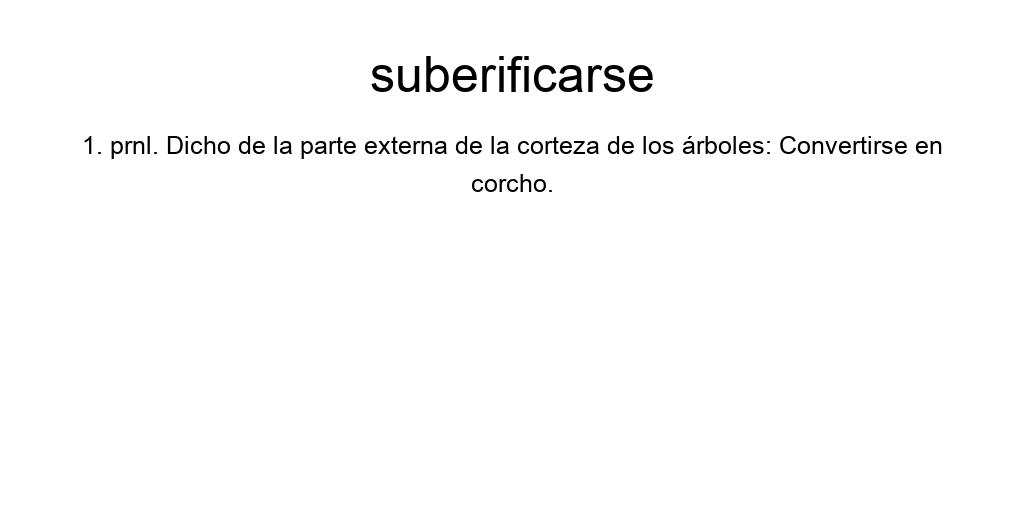 suberificarse
1. prnl. Dicho de la parte externa de la corteza de los árboles: Convertirse en
corcho.